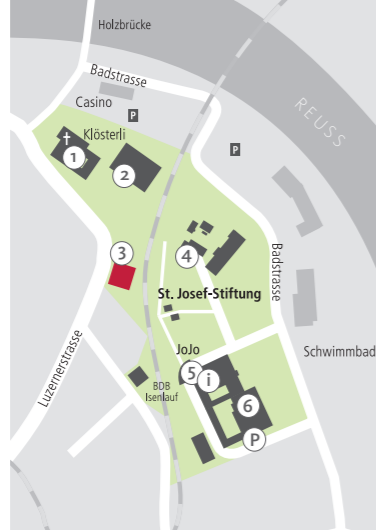 Holzbrücke
Badstrasse
Casino
P
Klösterli
REUSS
P
1
2
3
4
Badstrasse
St. Josef-Stiftung
JoJo
Schwimmbad
5
i
BDB
Isenlauf
6
P
Luzernerstrasse